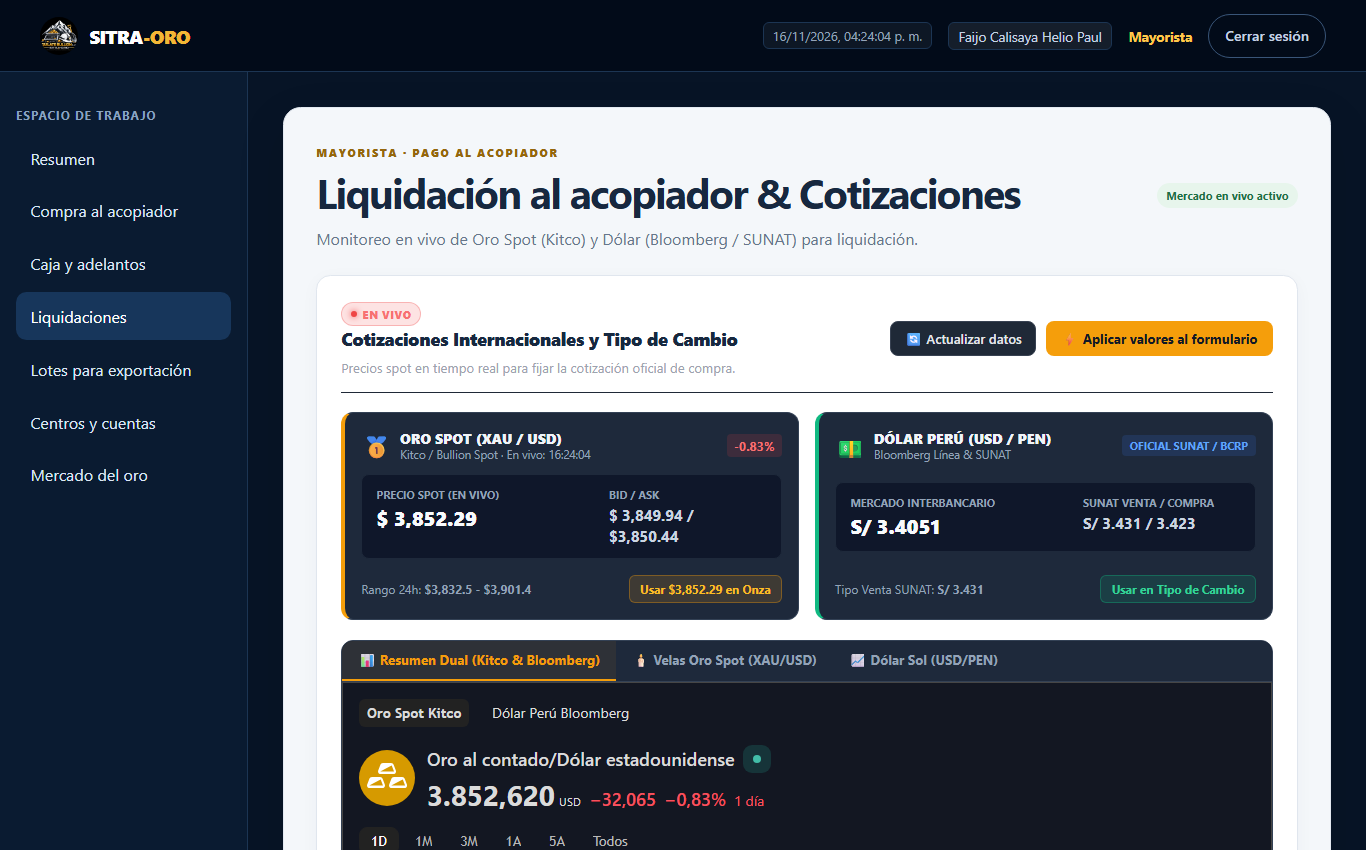 SITRA-ORO
16/11/2026, 04:24:04 p. m.
Faijo Calisaya Helio Paul
Mayorista
Cerrar sesión
ESPACIO DE TRABAJO
Resumen
Compra al acopiador
Caja y adelantos
Liquidaciones
Lotes para exportación
Centros y cuentas
Mercado del oro
MAYORISTA · PAGO AL ACOPIADOR
Liquidación al acopiador & Cotizaciones
Mercado en vivo activo
Monitoreo en vivo de Oro Spot (Kitco) y Dólar (Bloomberg / SUNAT) para liquidación.
EN VIVO
Cotizaciones Internacionales y Tipo de Cambio
Precios spot en tiempo real para fijar la cotización oficial de compra.
Actualizar datos
Aplicar valores al formulario
ORO SPOT (XAU / USD)
Kitco / Bullion Spot · En vivo: 16:24:04
-0.83%
PRECIO SPOT (EN VIVO)
$ 3,852.29
BID / ASK
$ 3,849.94 /
$3,850.44
Rango 24h: $3,832.5 - $3,901.4
Usar $3,852.29 en Onza
DÓLAR PERÚ (USD / PEN)
Bloomberg Línea & SUNAT
OFICIAL SUNAT / BCRP
MERCADO INTERBANCARIO
S/ 3.4051
SUNAT VENTA / COMPRA
S/ 3.431 / 3.423
Tipo Venta SUNAT: S/ 3.431
Usar en Tipo de Cambio
Resumen Dual (Kitco & Bloomberg)
Velas Oro Spot (XAU/USD)
Dólar Sol (USD/PEN)
Oro Spot Kitco
Dólar Perú Bloomberg
Oro al contado/Dólar estadounidense
3.852,620 USD −32,065 −0,83% 1 día
1D 1M 3M 1A 5A Todos